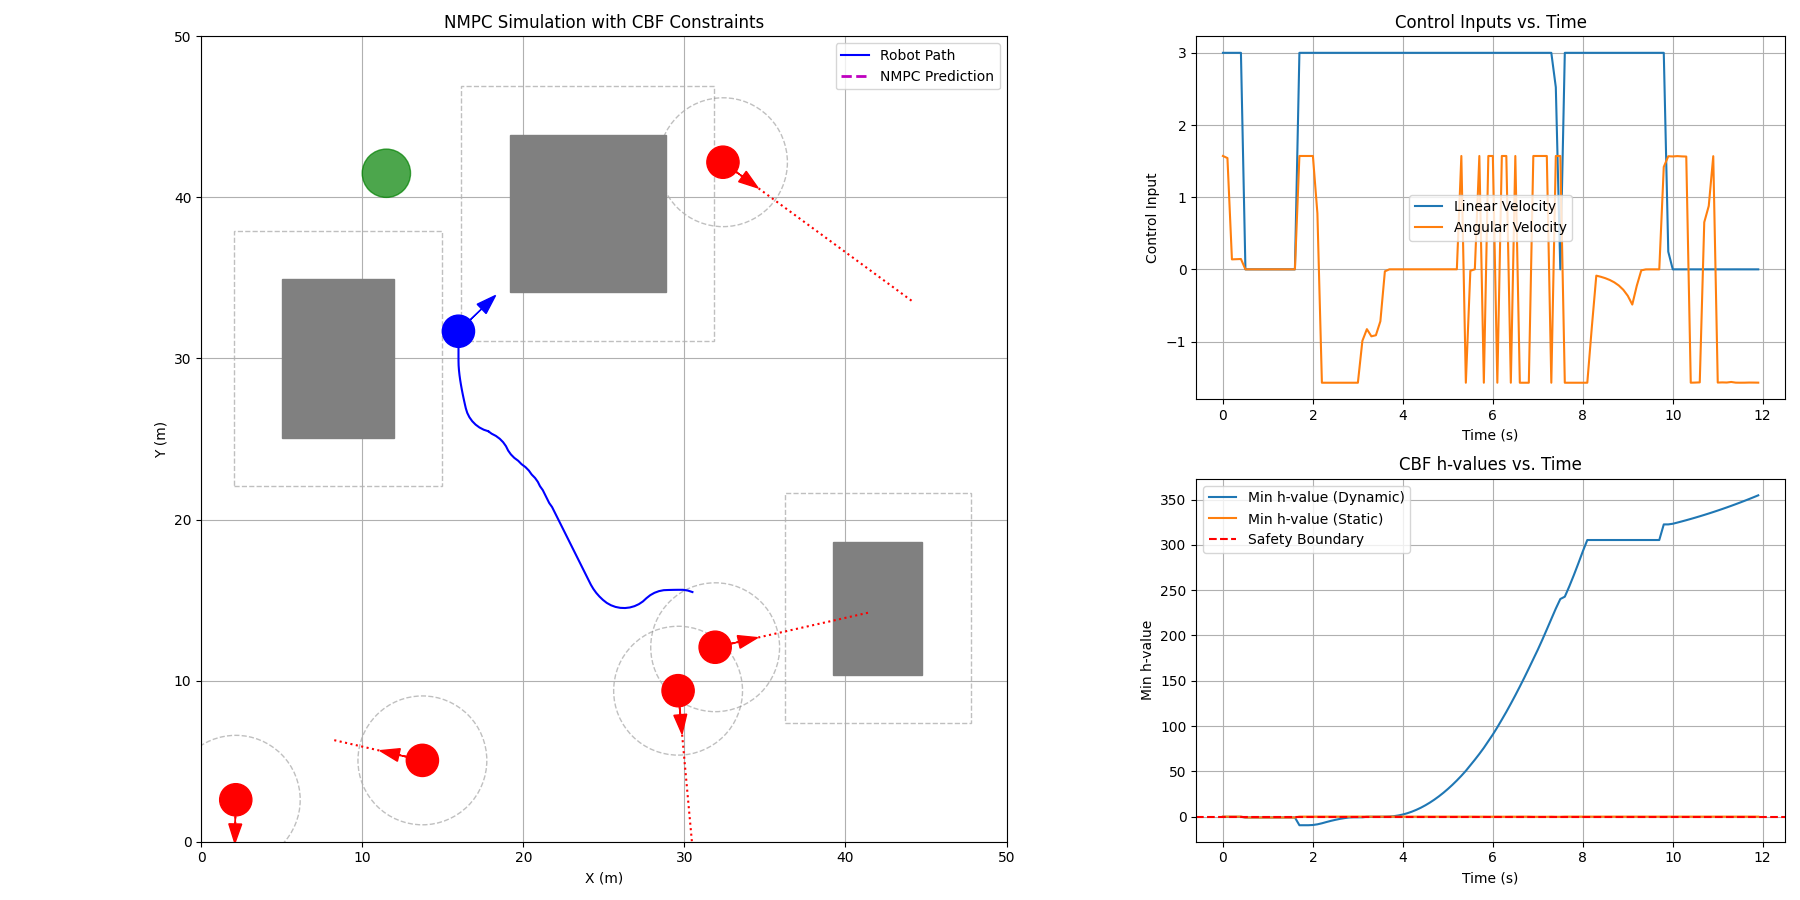 NMPC Simulation with CBF Constraints
50
40
30
20
10
0
Y (m)
0 10 20 30 40 50
X (m)
Robot Path
NMPC Prediction
Control Inputs vs. Time
3
2
1
0
−1
Control Input
Linear Velocity
Angular Velocity
0 2 4 6 8 10 12
Time (s)
CBF h-values vs. Time
350
300
250
200
150
100
50
0
Min h-value
Min h-value (Dynamic)
Min h-value (Static)
Safety Boundary
0 2 4 6 8 10 12
Time (s)